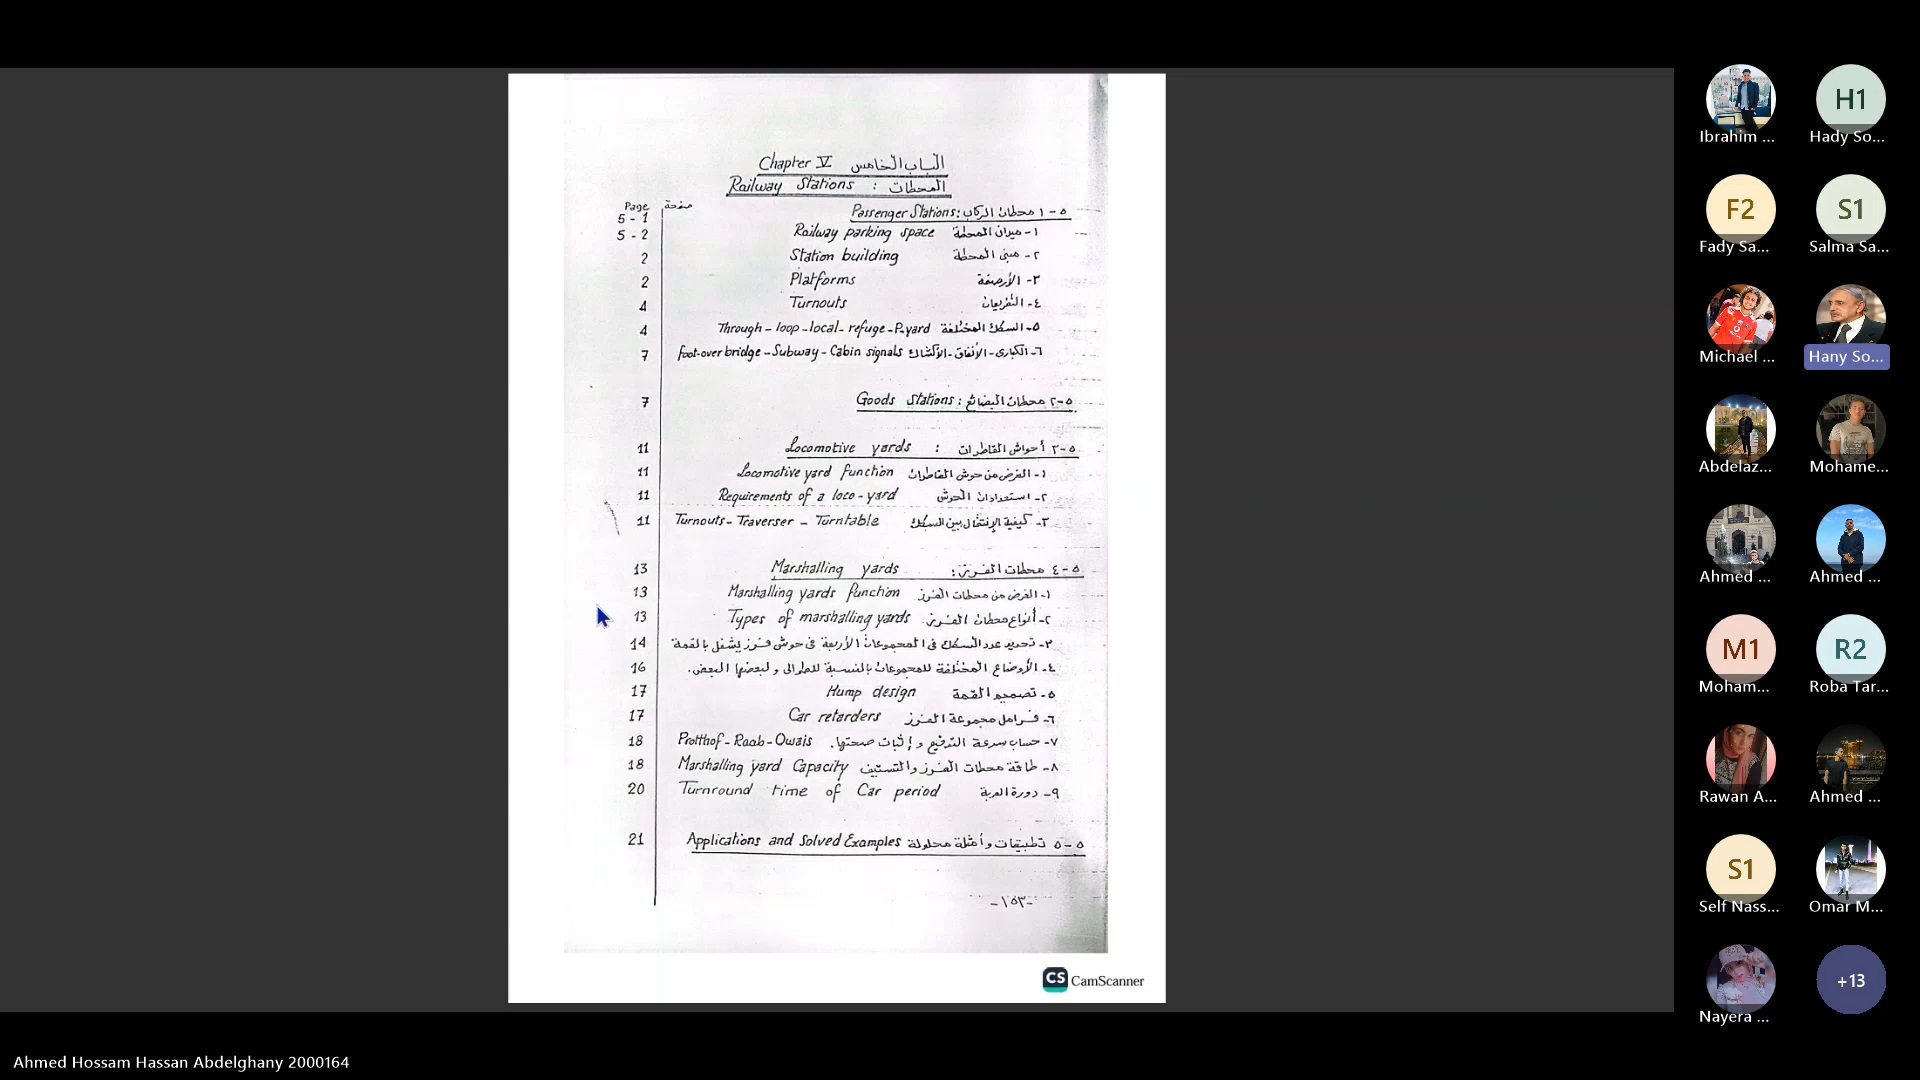 Chapter V الباب الخامس
Railway Stations : المحطات
Page صفحة
5 - 1 Passenger Stations: ٥-١ محطات الركاب
5 - 2 Railway parking space ١- ميدان المحطة
2 Station building ٢- مبنى المحطة
2 Platforms ٣- الأرصفة
4 Turnouts ٤- التفريعات
4 Through-loop-local-refuge-P.yard ٥- السكك المختلفة
7 foot-over bridge-Subway-Cabin signals ٦- الكبارى-الأنفاق-الأكشاك
7 Goods Stations : ٥-٢ محطات البضائع
11 Locomotive yards : ٥-٣ أحواش القاطرات
11 Locomotive yard function ١- الغرض من حوش القاطرات
11 Requirements of a loco-yard ٢- استعدادات الحوش
11 Turnouts-Traverser-Turntable ٣- كيفية الإنتقال بين السكك
13 Marshalling yards ٥-٤ محطات الفرز:
13 Marshalling yards function ١- الغرض من محطات الفرز
13 Types of marshalling yards ٢- أنواع محطات الفرز
14 ٣- تحديد عدد السكك فى المجموعات الأربعة فى حوش فرز يشغل بالقمة
16 ٤- الأوضاع المختلفة للمجموعات بالنسبة للطوالى و لبعضها البعض.
17 Hump design ٥- تصميم القمة
17 Car retarders ٦- فرامل مجموعة الفرز
18 Protthof-Raab-Owais ٧- حساب سرعة الترفيع و إثبات صحتها.
18 Marshalling yard Capacity ٨- طاقة محطات الفرز والتستيف
20 Turnround time of Car period ٩- دورة العربة
21 Applications and Solved Examples ٥-٥ تطبيقات وأمثلة محلولة
-١٥٣-
CS CamScanner
Ibrahim ...
H1
Hady So...
F2
Fady Sa...
S1
Salma Sa...
Michael ...
Hany So...
Abdelaz...
Mohame...
Ahmed ...
Ahmed ...
M1
Moham...
R2
Roba Tar...
Rawan A...
Ahmed ...
S1
Self Nass...
Omar M...
Nayera ...
+13
Ahmed Hossam Hassan Abdelghany 2000164